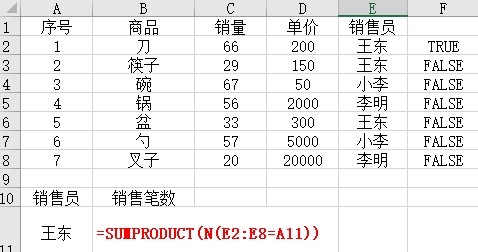 A B C D E F
1 序号 商品 销量 单价 销售员
2 1 刀 66 200 王东 TRUE
3 2 筷子 29 150 王东 FALSE
4 3 碗 67 50 小李 FALSE
5 4 锅 56 2000 李明 FALSE
6 5 盆 33 300 王东 FALSE
7 6 勺 57 5000 小李 FALSE
8 7 叉子 20 20000 李明 FALSE
9
10 销售员 销售笔数
11 王东 =SUMPRODUCT(N(E2:E8=A11))